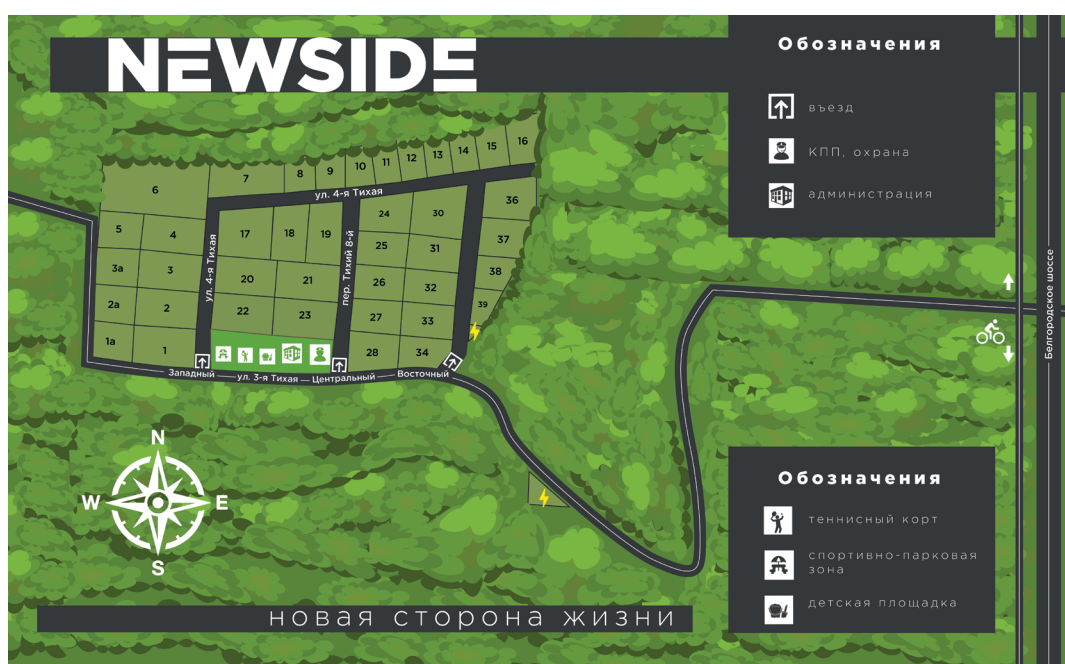 NEWSIDE
Обозначения
въезд
КПП, охрана
администрация
6
7
8
9
10
11
12
13
14
15
16
ул. 4-я Тихая
5
4
17
18
19
24
30
36
3а
3
20
21
25
31
37
ул. 4-я Тихая
пер. Тихий 8-й
2а
2
22
23
26
32
38
27
33
39
1а
1
28
34
Западный
ул. 3-я Тихая
Центральный
Восточный
Белгородское шоссе
N
W
E
S
Обозначения
теннисный корт
спортивно-парковая
зона
детская площадка
новая сторона жизни